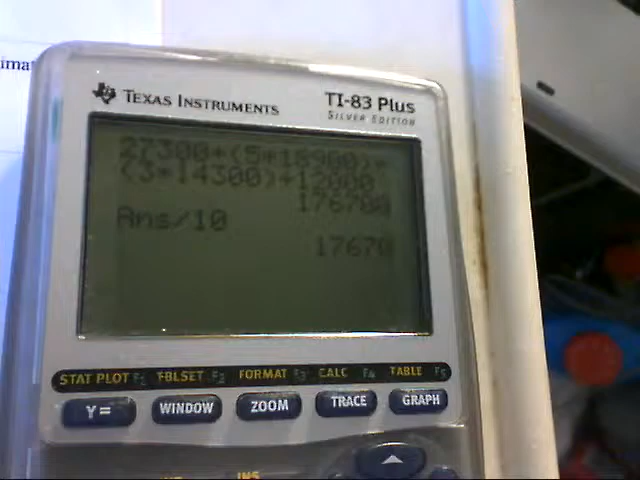 TEXAS INSTRUMENTS
TI-83 Plus
SILVER EDITION
27300+(5*18900)+
(3*14300)+12000
176700
Ans/10
17670
STAT PLOT F1 TBLSET F2 FORMAT F3 CALC F4 TABLE F5
Y= WINDOW ZOOM TRACE GRAPH